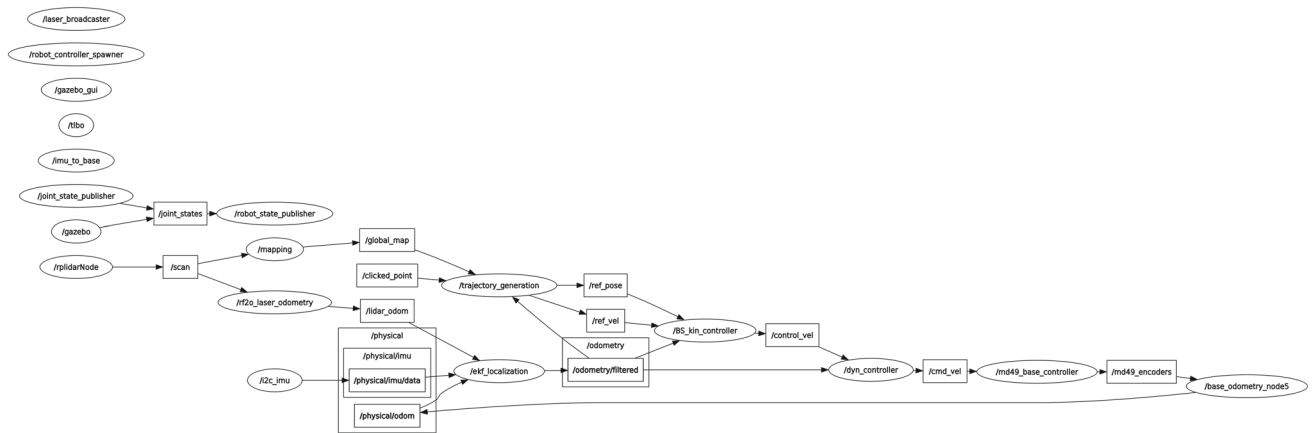 /laser_broadcaster
/robot_controller_spawner
/gazebo_gui
/tlbo
/imu_to_base
/joint_state_publisher
/joint_states
/robot_state_publisher
/gazebo
/mapping
/global_map
/rplidarNode
/scan
/clicked_point
/trajectory_generation
/ref_pose
/rf2o_laser_odometry
/lidar_odom
/ref_vel
/BS_kin_controller
/control_vel
/physical
/physical/imu
/physical/imu/data
/physical/odom
/i2c_imu
/ekf_localization
/odometry
/odometry/filtered
/dyn_controller
/cmd_vel
/md49_base_controller
/md49_encoders
/base_odometry_node5